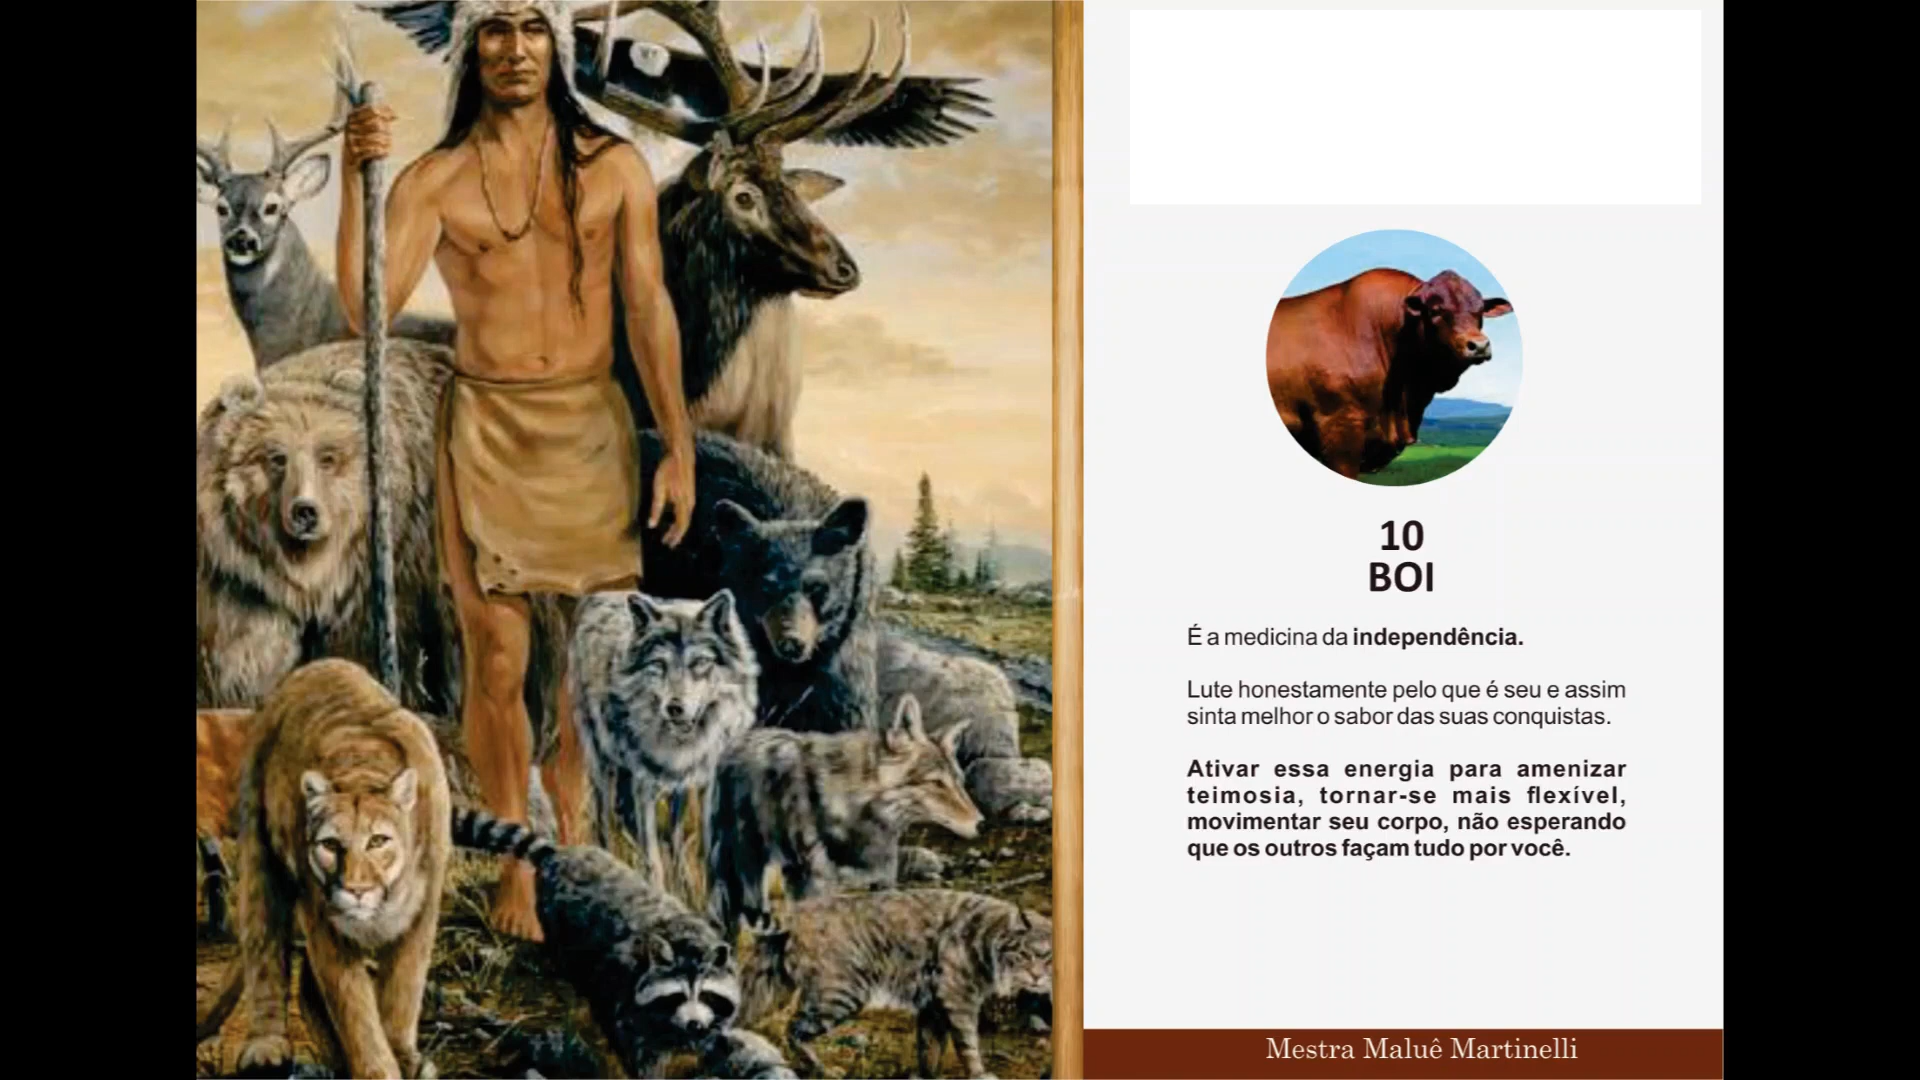 10
BOI
É a medicina da independência.
Lute honestamente pelo que é seu e assim
sinta melhor o sabor das suas conquistas.
Ativar essa energia para amenizar
teimosia, tornar-se mais flexível,
movimentar seu corpo, não esperando
que os outros façam tudo por você.
Mestra Maluê Martinelli